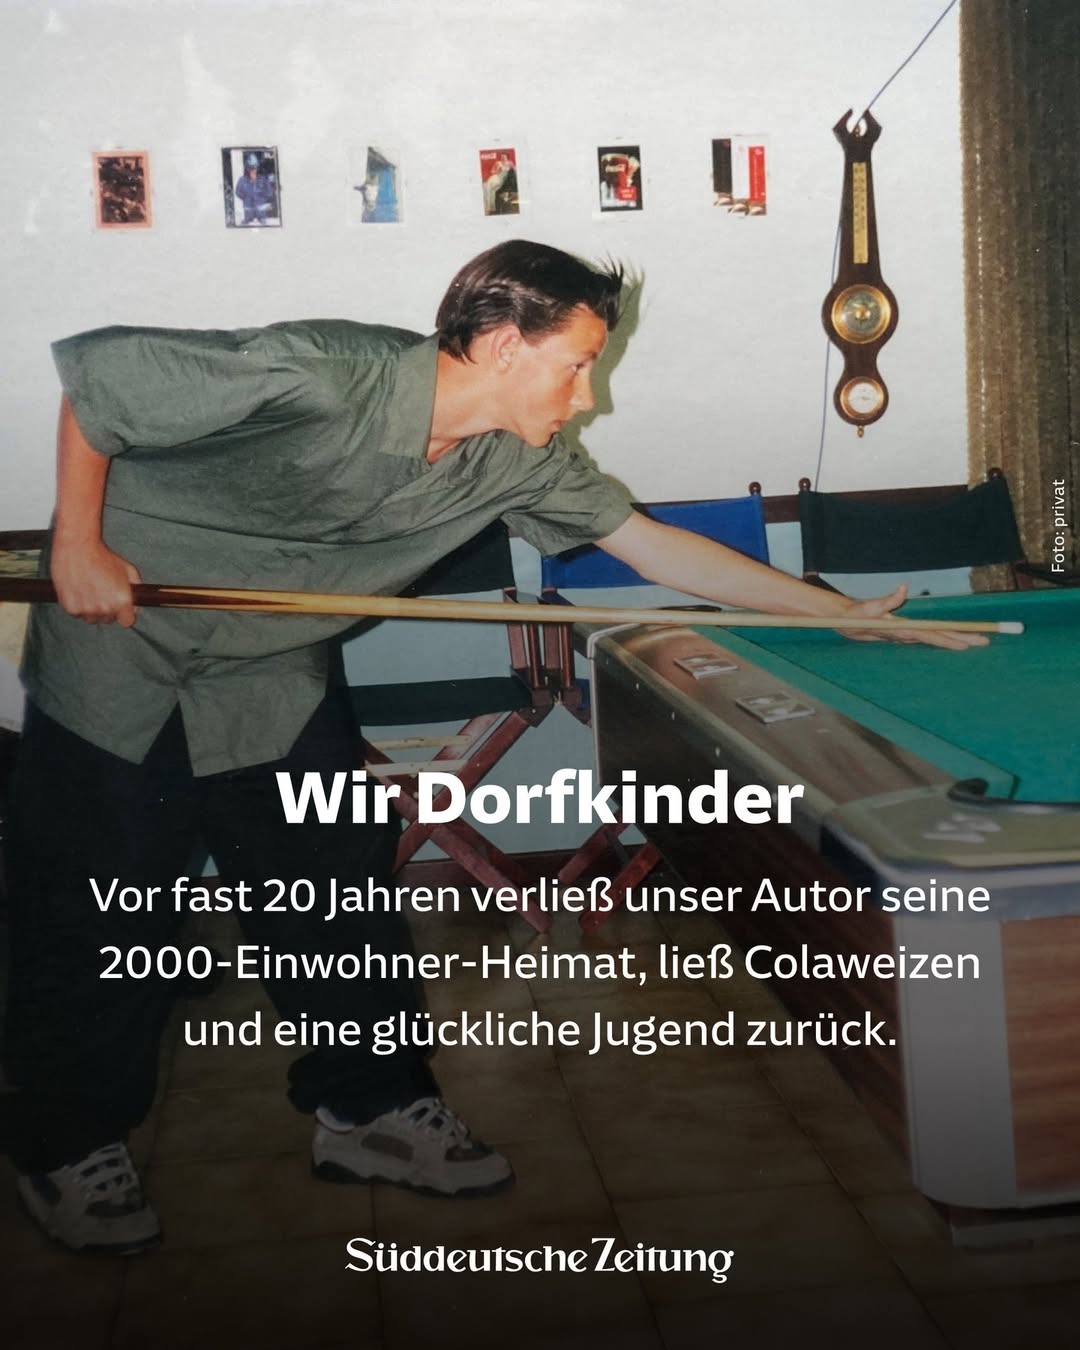 Foto: privat
Wir Dorfkinder
Vor fast 20 Jahren verließ unser Autor seine
2000-Einwohner-Heimat, ließ Colaweizen
und eine glückliche Jugend zurück.
Süddeutsche Zeitung